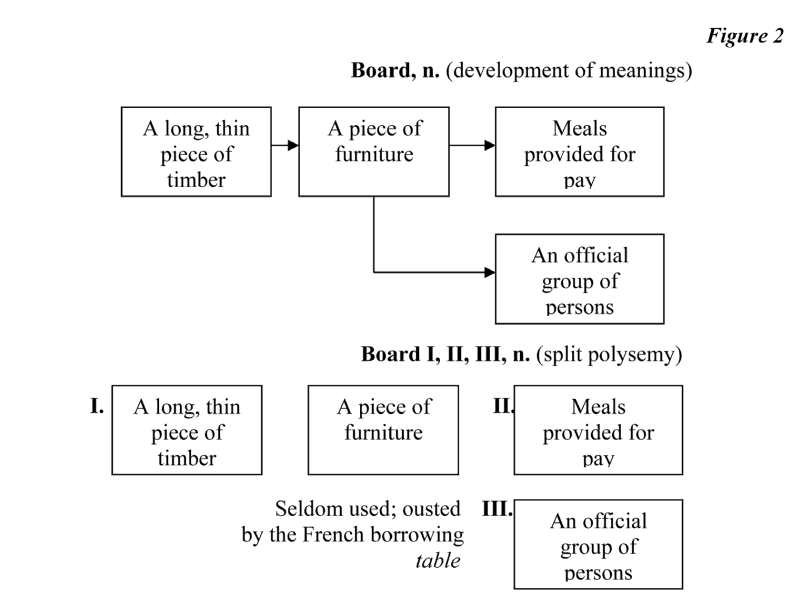 Figure 2
Board, n. (development of meanings)
A long, thin
piece of
timber
A piece of
furniture
Meals
provided for
pay
An official
group of
persons
Board I, II, III, n. (split polysemy)
I.
A long, thin
piece of
timber
A piece of
furniture
II.
Meals
provided for
pay
Seldom used; ousted
by the French borrowing
table
III.
An official
group of
persons